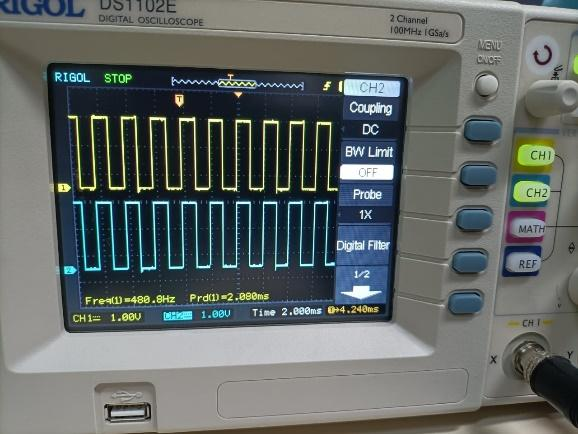 RIGOL DS1102E
DIGITAL OSCILLOSCOPE
2 Channel
100MHz 1GSa/s
MENU
ON/OFF
RIGOL STOP
T
T
CH2
Coupling
DC
BW Limit
OFF
Probe
1X
Digital Filter
1/2
1
2
Freq(1)=480.8Hz Prd(1)=2.080ms
CH1 1.00V CH2 1.00V Time 2.000ms T→4.240ms
CH1
CH2
MATH
REF
CH 1
X
Y